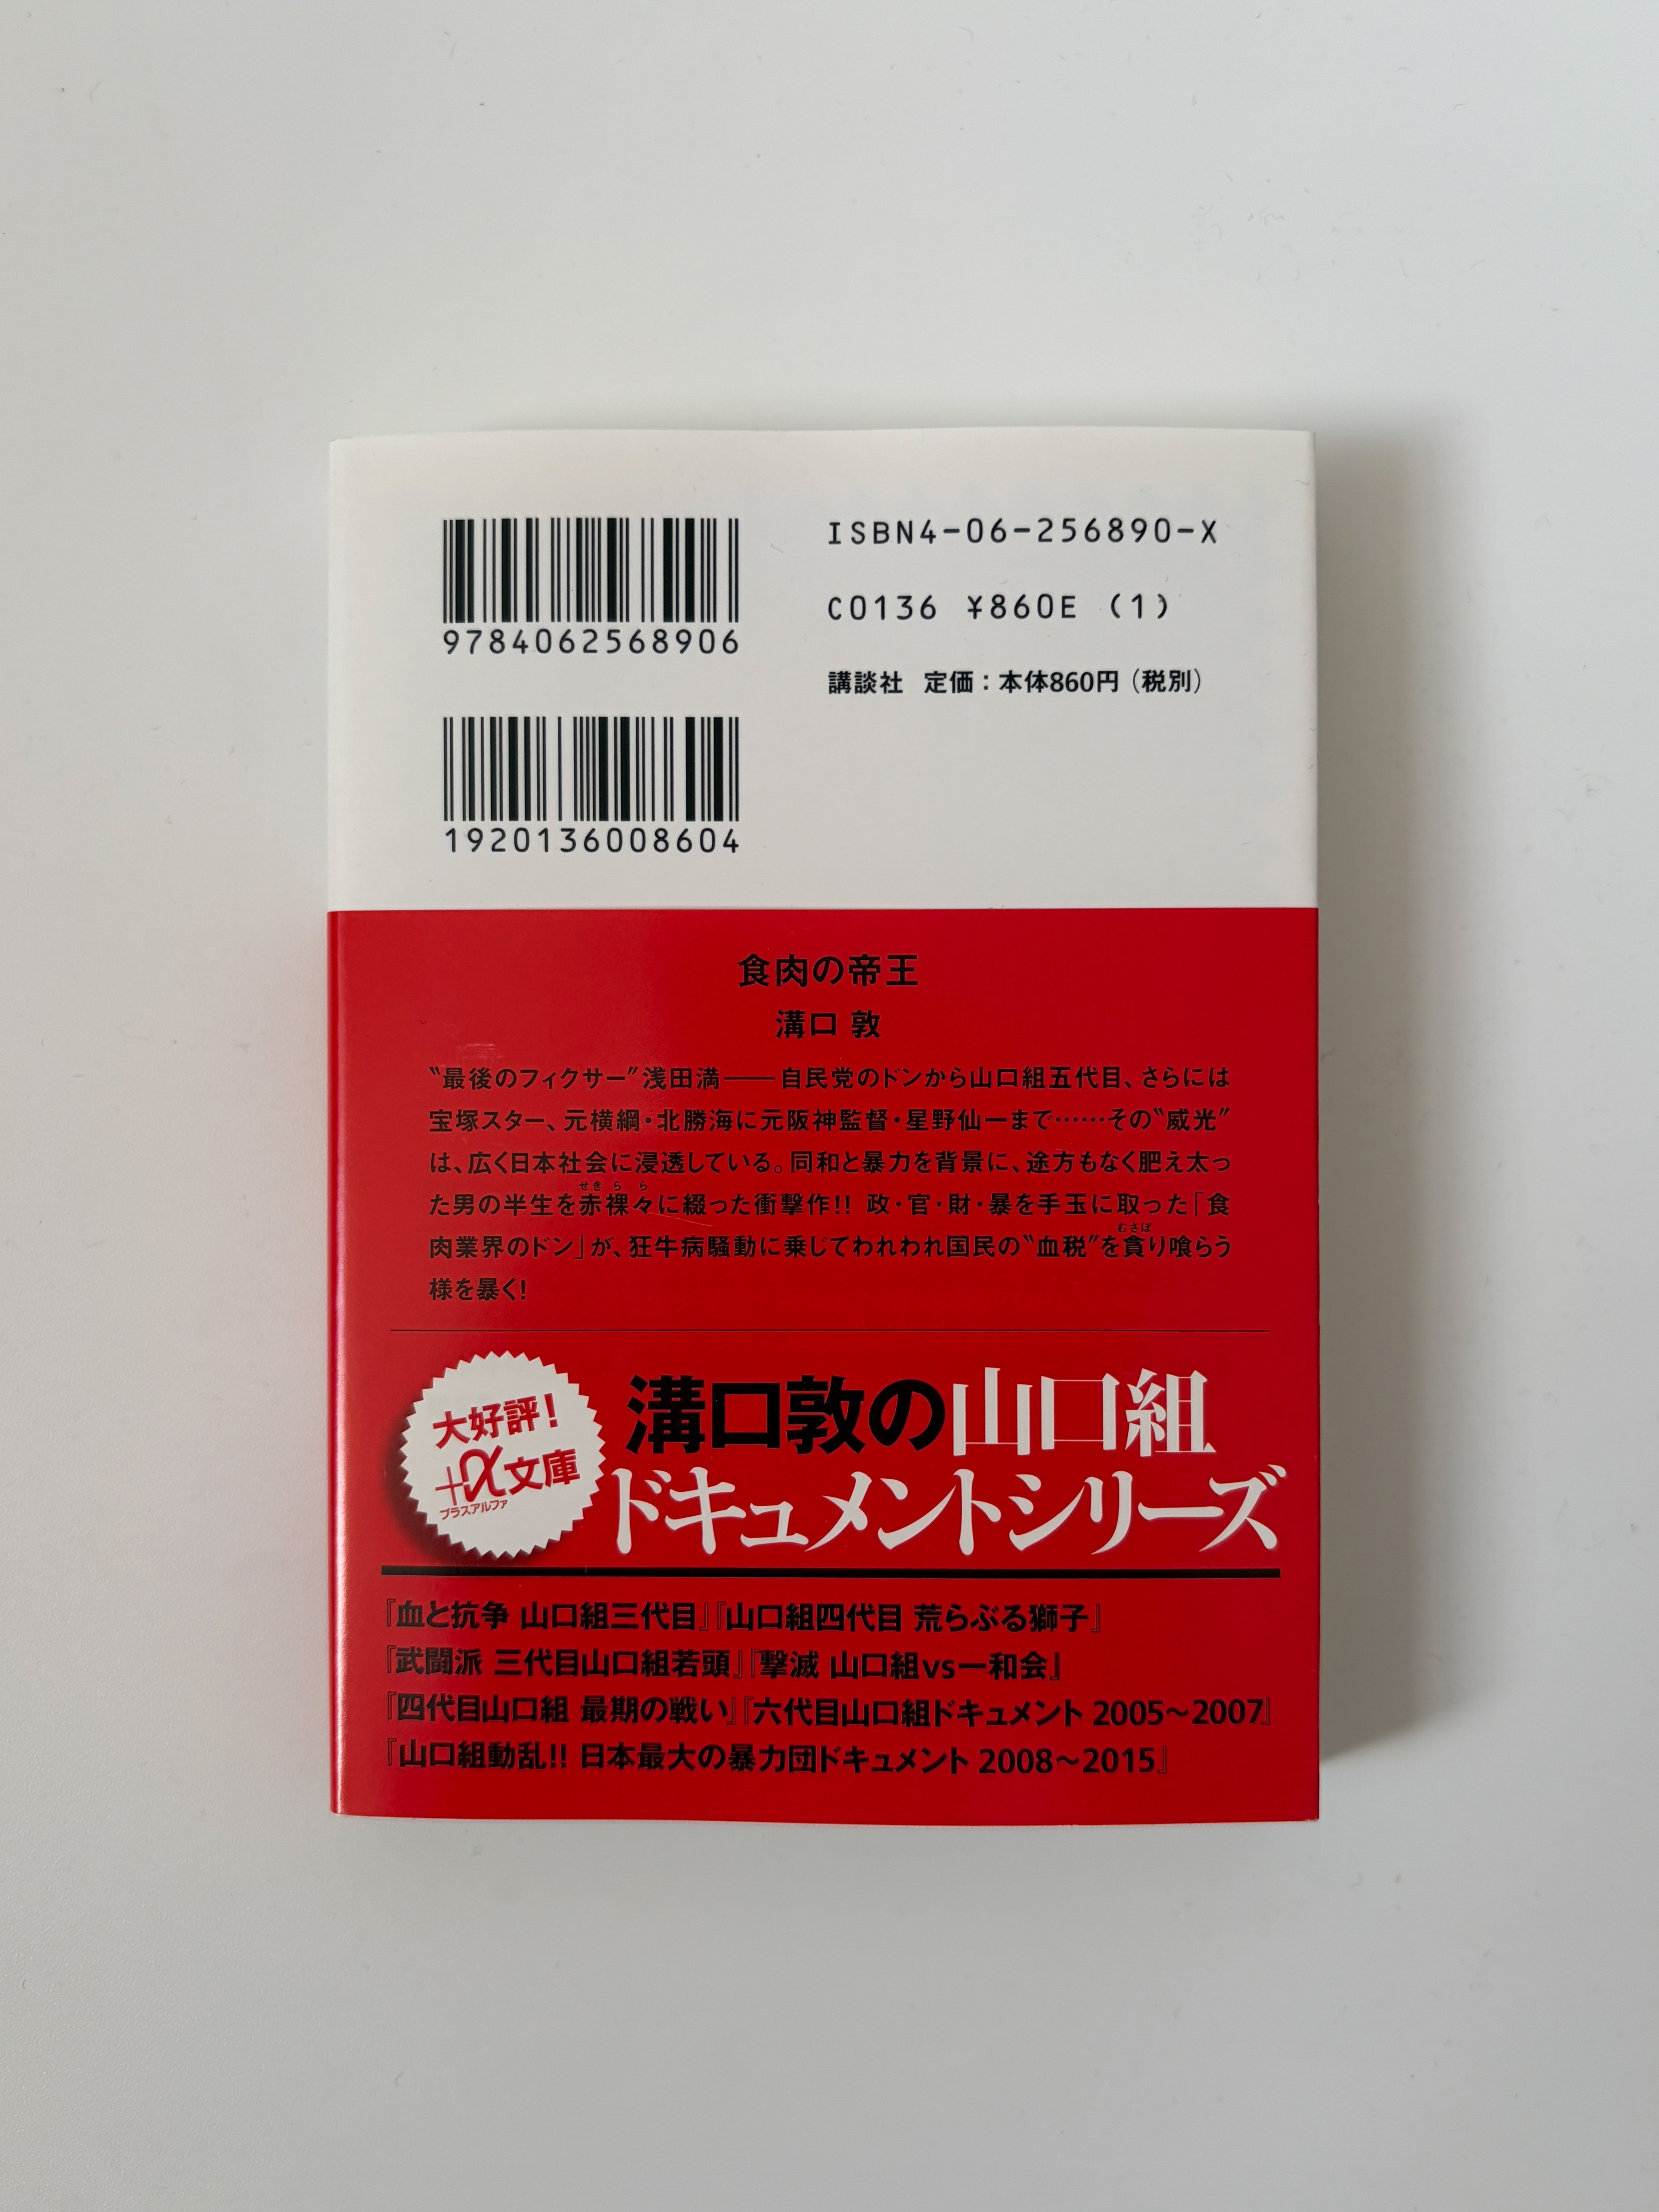 9784062568906
1920136008604
ISBN4-06-256890-X
C0136 ¥860E (1)
講談社 定価：本体860円（税別）
食肉の帝王
溝口 敦
〝最後のフィクサー〟浅田満――自民党のドンから山口組五代目、さらには
宝塚スター、元横綱・北勝海に元阪神監督・星野仙一まで……その〝威光〟
は、広く日本社会に浸透している。同和と暴力を背景に、途方もなく肥え太っ
せきらら
た男の半生を赤裸々に綴った衝撃作!! 政・官・財・暴を手玉に取った「食
むさぼ
肉業界のドン」が、狂牛病騒動に乗じてわれわれ国民の〝血税〟を貪り喰らう
様を暴く!
大好評!
+α文庫
プラスアルファ
溝口敦の山口組
ドキュメントシリーズ
『血と抗争 山口組三代目』『山口組四代目 荒らぶる獅子』
『武闘派 三代目山口組若頭』『撃滅 山口組vs一和会』
『四代目山口組 最期の戦い』『六代目山口組ドキュメント 2005～2007』
『山口組動乱!! 日本最大の暴力団ドキュメント 2008～2015』